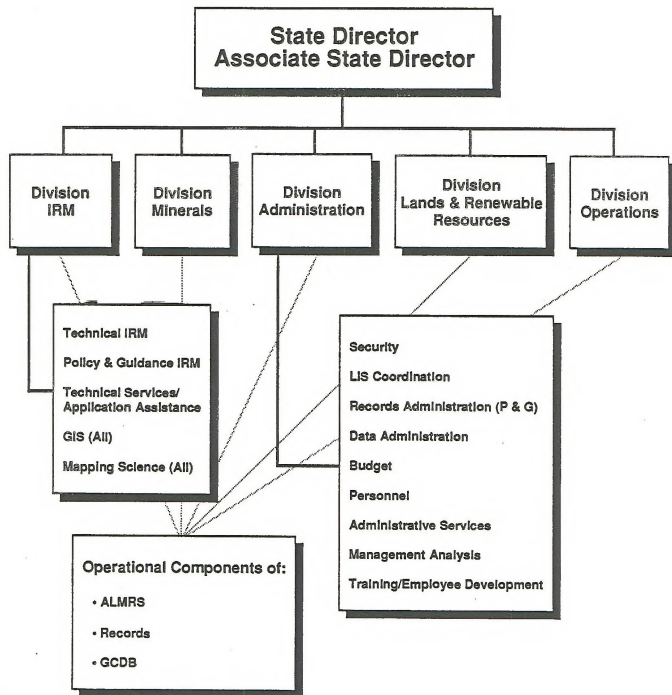 State Director
Associate State Director
Division
IRM
Division
Minerals
Division
Administration
Division
Lands & Renewable
Resources
Division
Operations
Technical IRM
Policy & Guidance IRM
Technical Services/
Application Assistance
GIS (All)
Mapping Science (All)
Security
LIS Coordination
Records Administration (P & G)
Data Administration
Budget
Personnel
Administrative Services
Management Analysis
Training/Employee Development
Operational Components of:
• ALMRS
• Records
• GCDB